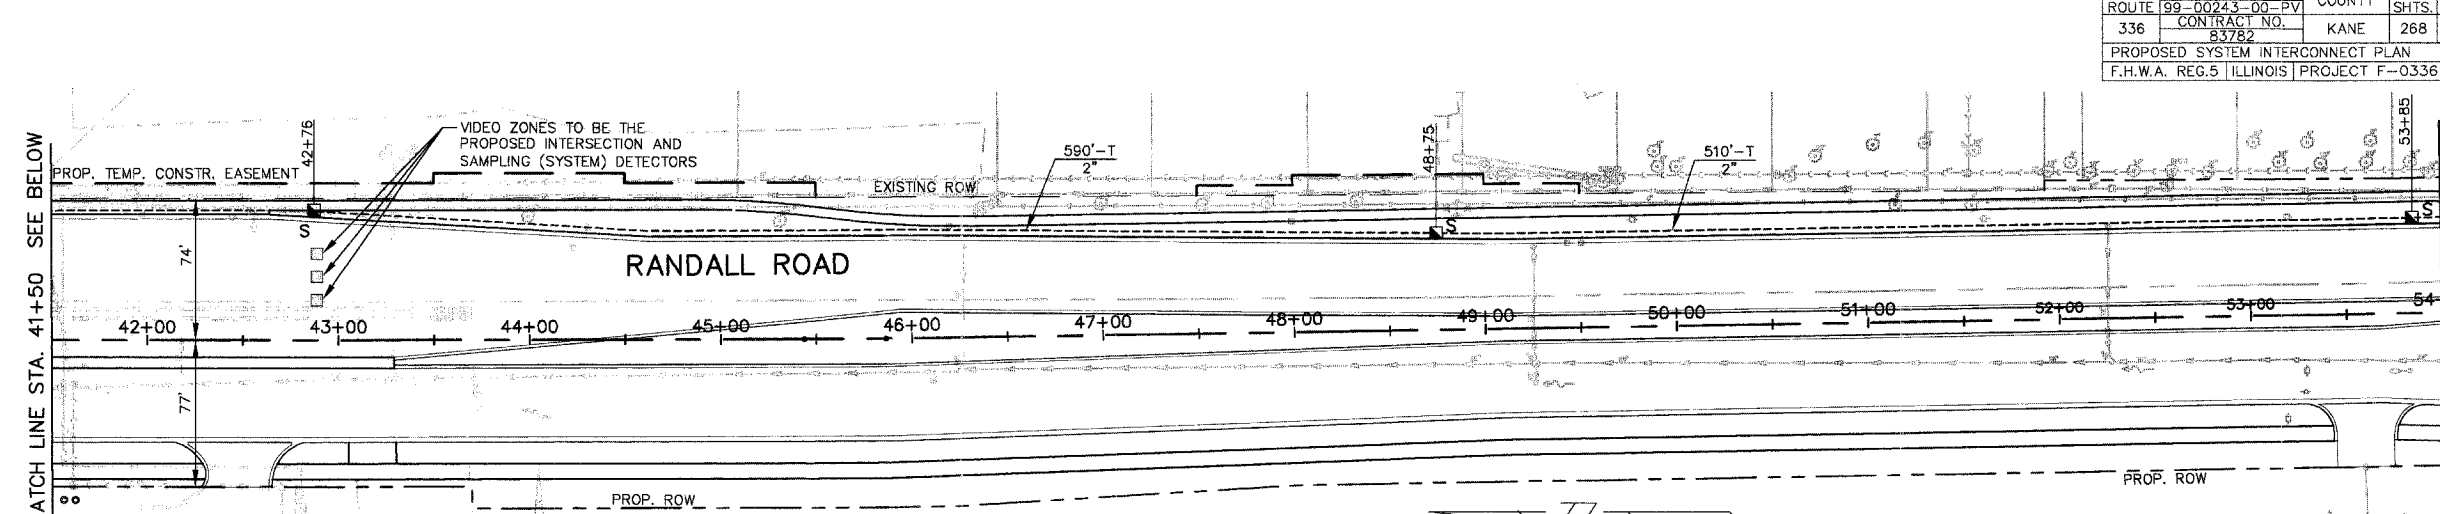 ROUTE 99-00243-00-PV COUNTY SHTS.
336 CONTRACT NO. 83782 KANE 268
PROPOSED SYSTEM INTERCONNECT PLAN
F.H.W.A. REG.5 ILLINOIS PROJECT F-0336
ATCH LINE STA. 41+50 SEE BELOW
42+76
VIDEO ZONES TO BE THE
PROPOSED INTERSECTION AND
SAMPLING (SYSTEM) DETECTORS
590'-T
2"
48+75
510'-T
2"
53+85
PROP. TEMP. CONSTR. EASEMENT
EXISTING ROW
S
S
S
74'
RANDALL ROAD
42+00 43+00 44+00 45+00 46+00 47+00 48+00 49+00 50+00 51+00 52+00 53+00 54
77'
PROP. ROW
PROP. ROW